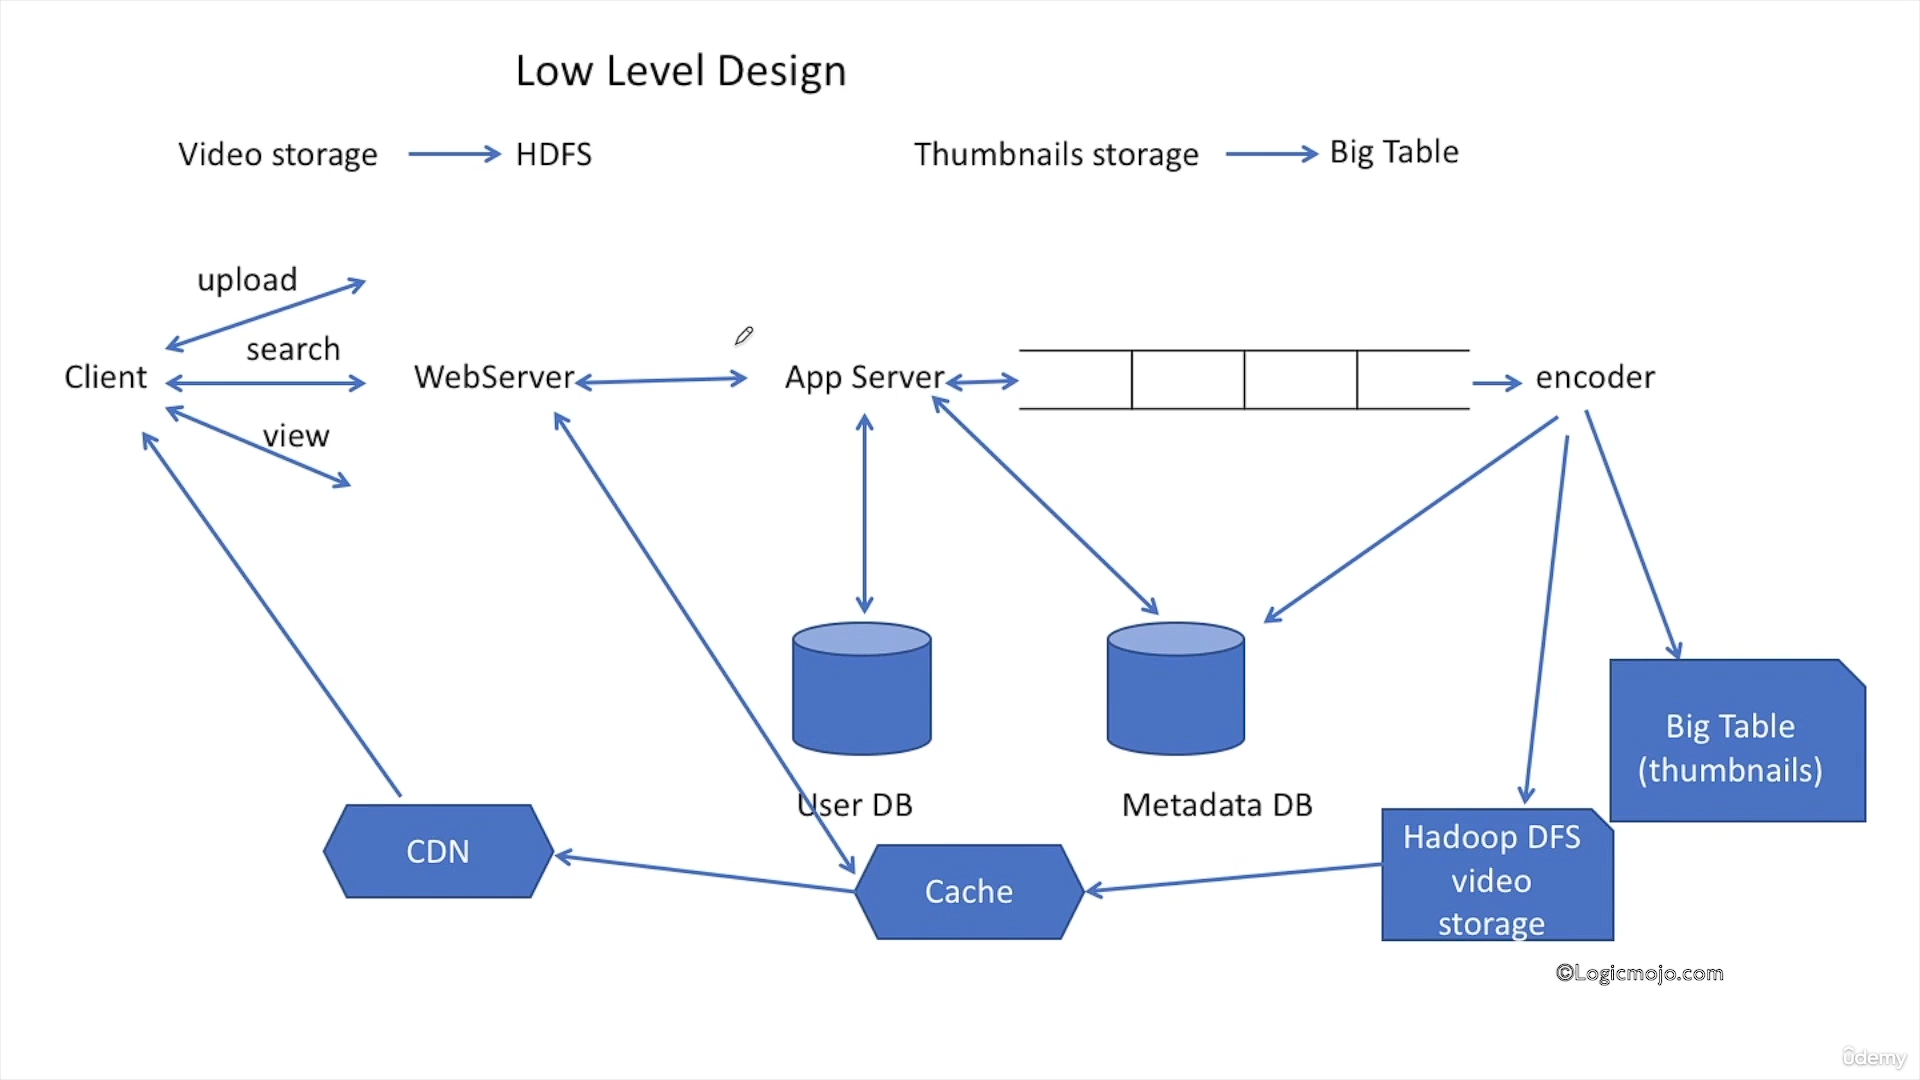 Low Level Design
Video storage
HDFS
Thumbnails storage
Big Table
upload
search
Client
WebServer
App Server
encoder
view
Big Table
(thumbnails)
User DB
Metadata DB
Hadoop DFS
video
storage
CDN
Cache
©Logicmojo.com
ûdemy